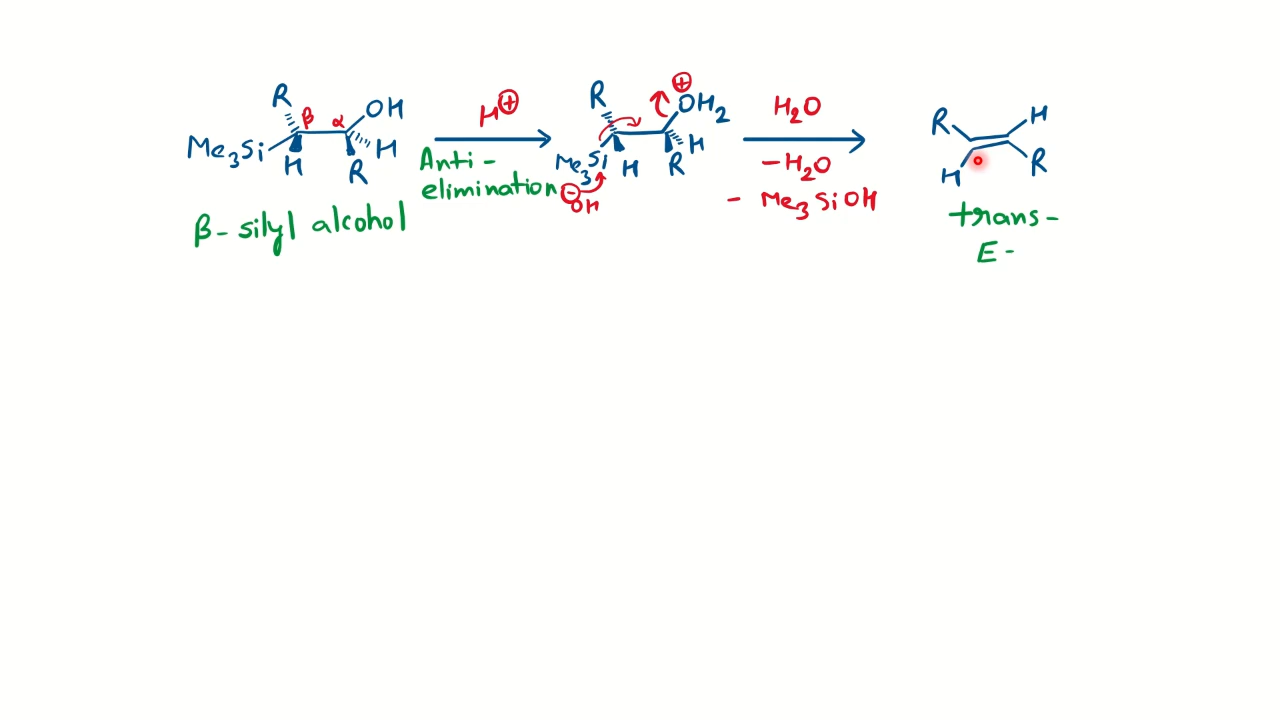 R β α OH
Me₃Si H R H
β- silyl alcohol
H⊕
Anti -
elimination
R ⊕ OH₂
Me₃Si H R H
⊖OH
H₂O
-H₂O
- Me₃SiOH
R H
H R
trans-
E-